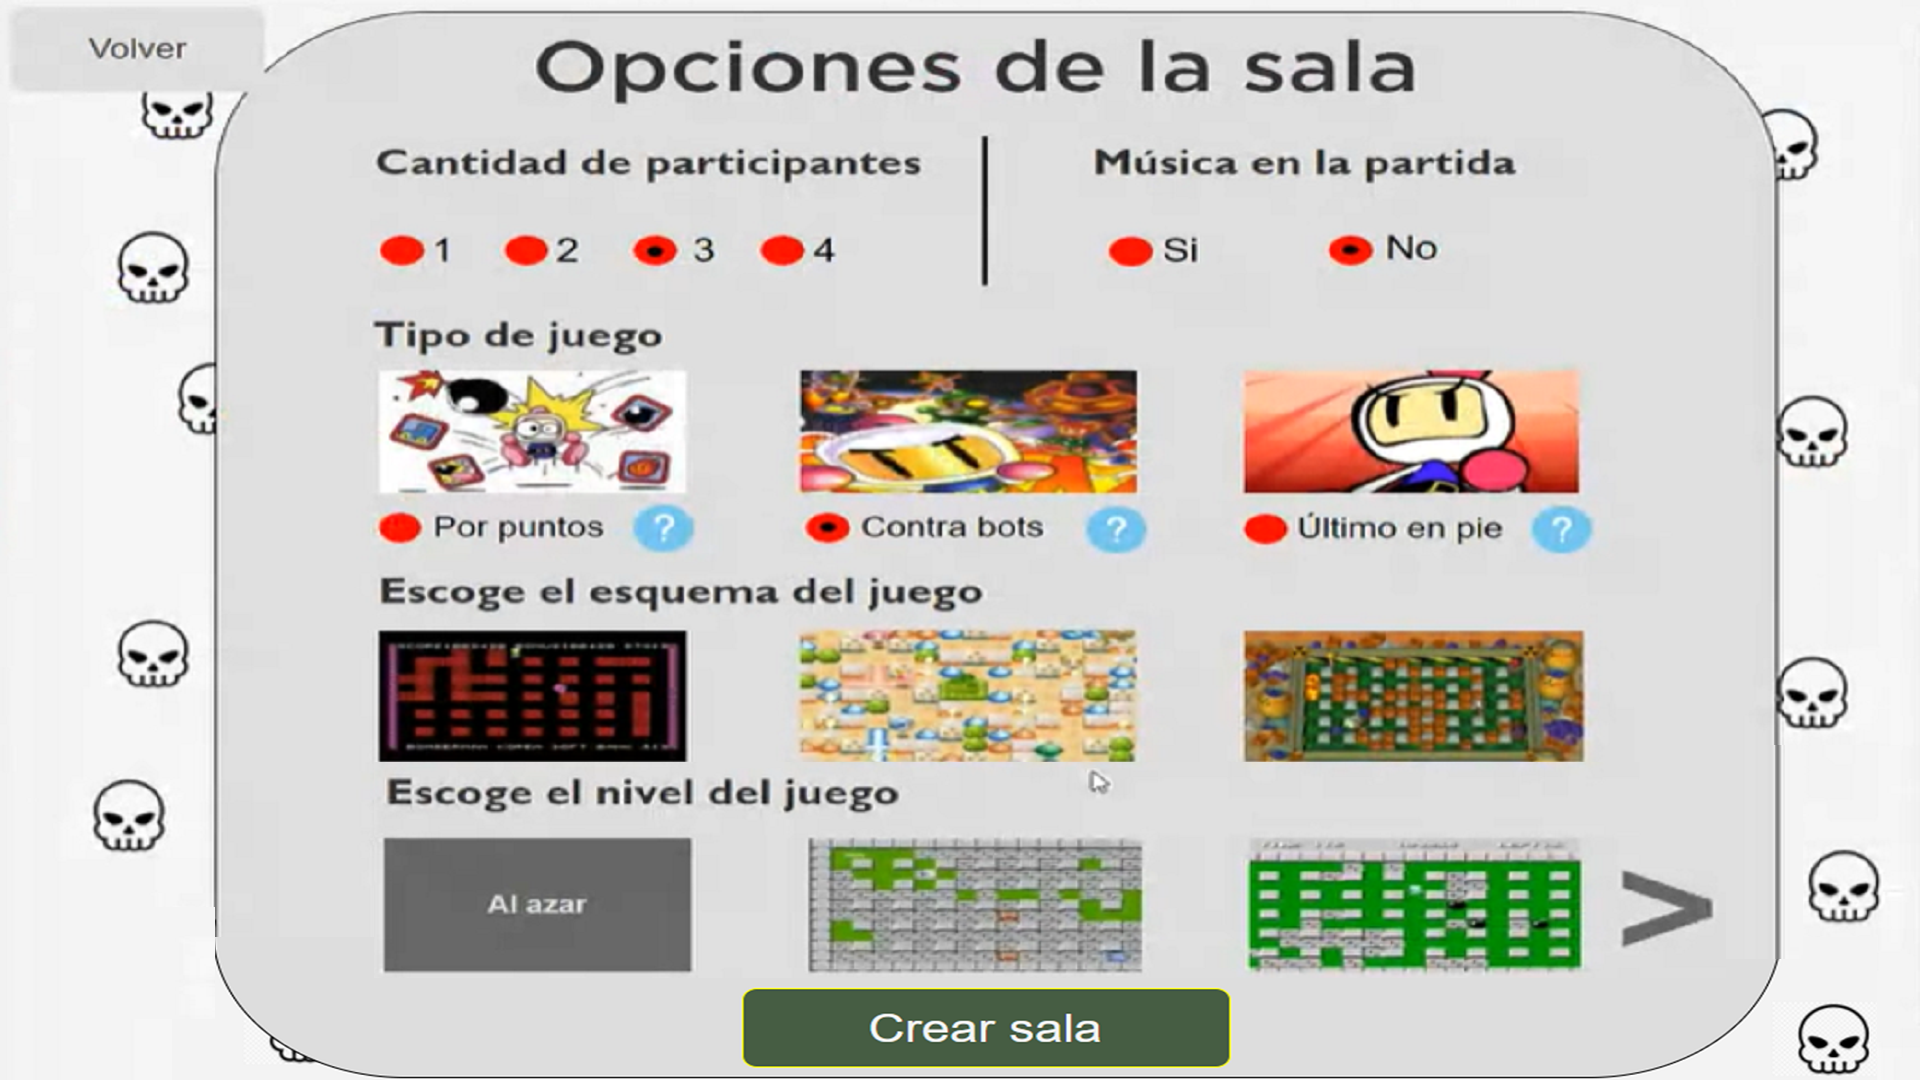 Volver
Opciones de la sala
Cantidad de participantes
Música en la partida
1 2 3 4
Si No
Tipo de juego
Por puntos ? Contra bots ? Último en pie ?
Escoge el esquema del juego
Escoge el nivel del juego
Al azar
>
Crear sala